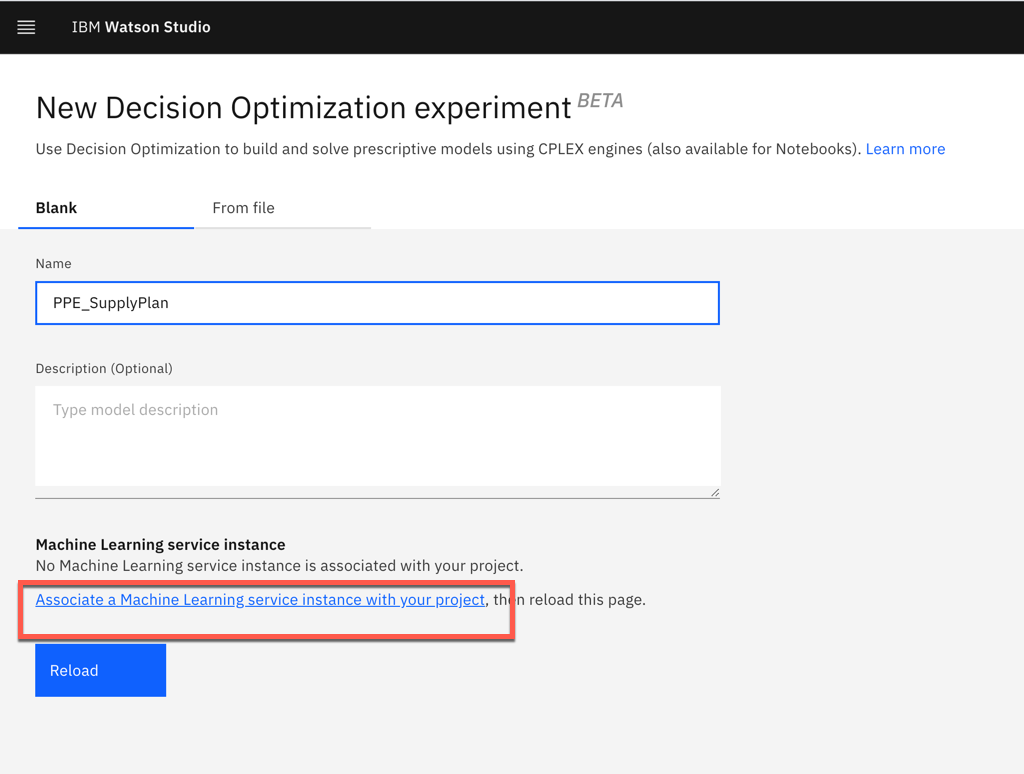 IBM Watson Studio
New Decision Optimization experiment BETA
Use Decision Optimization to build and solve prescriptive models using CPLEX engines (also available for Notebooks). Learn more
Blank From file
Name
PPE_SupplyPlan
Description (Optional)
Type model description
Machine Learning service instance
No Machine Learning service instance is associated with your project.
Associate a Machine Learning service instance with your project, then reload this page.
Reload